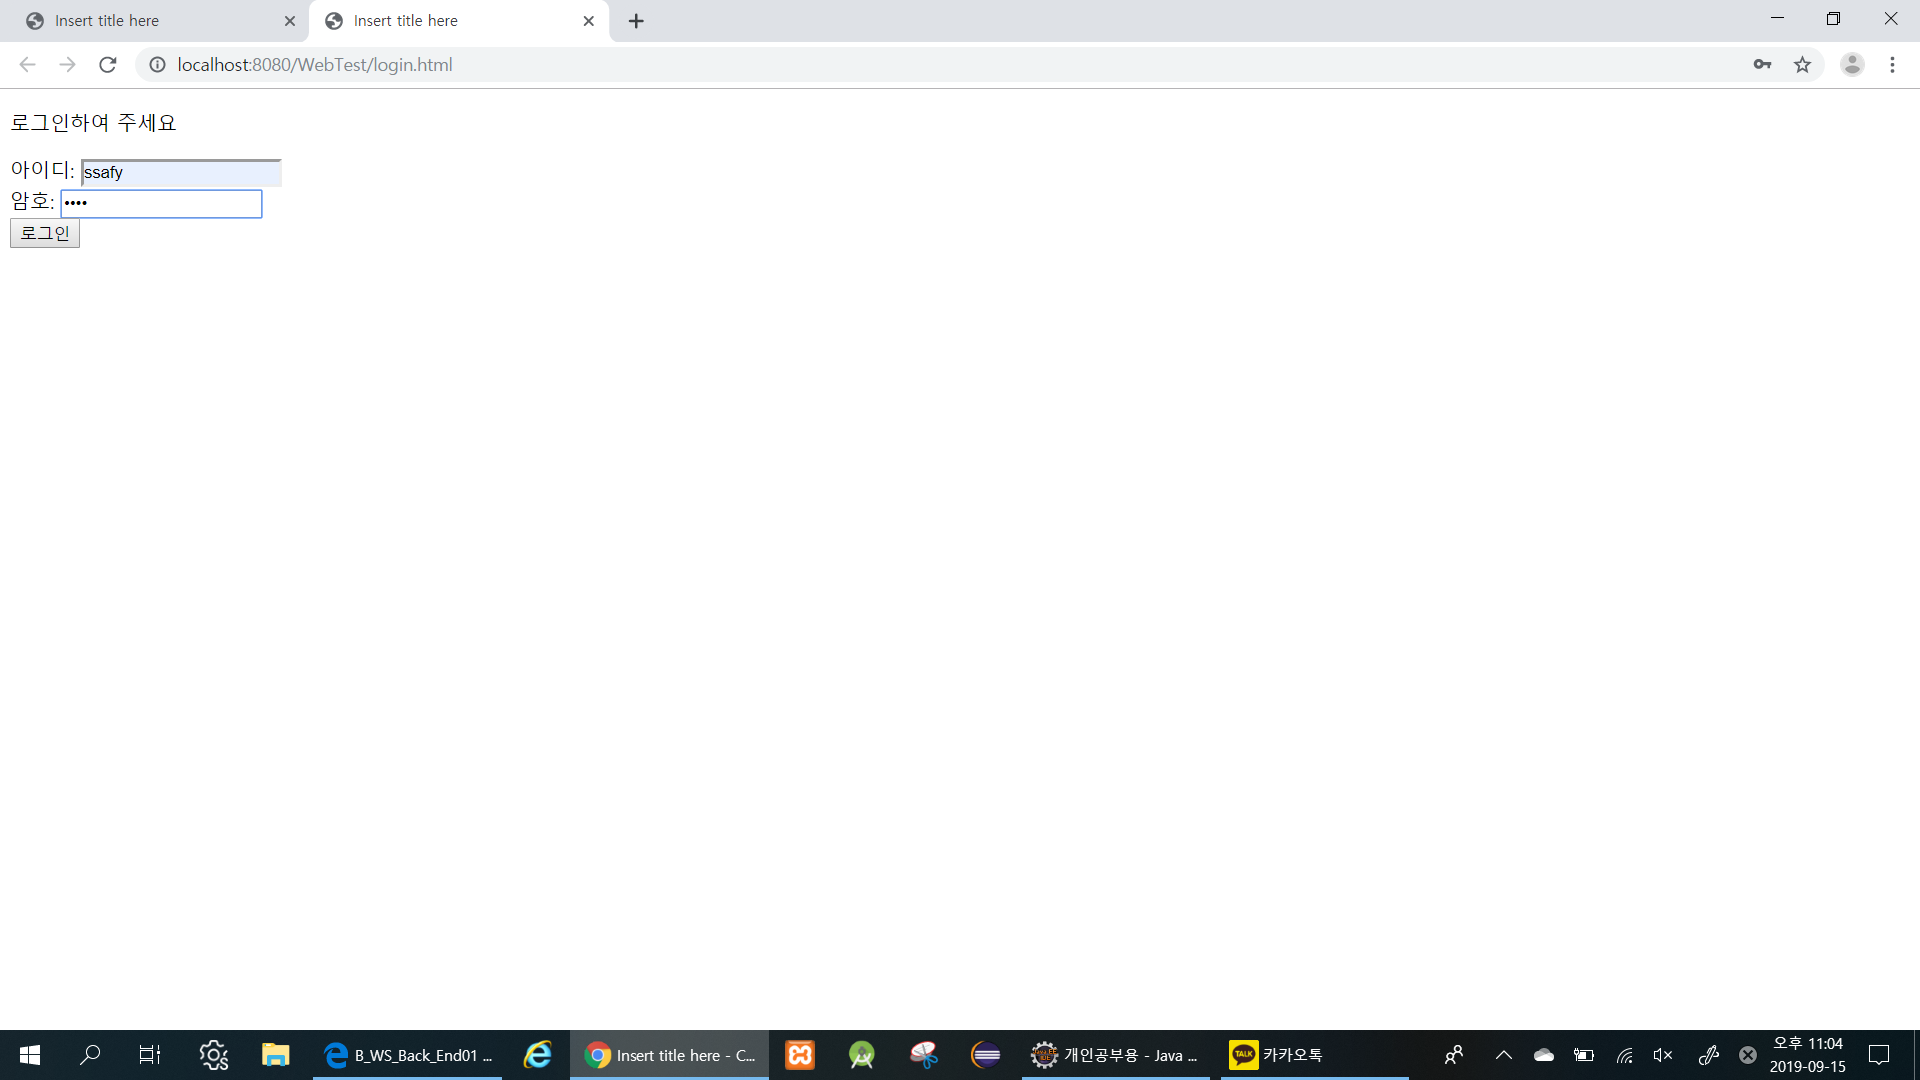 Insert title here
Insert title here
localhost:8080/WebTest/login.html
로그인하여 주세요
아이디: ssafy
암호: ••••
로그인
B_WS_Back_End01 ...
Insert title here - C...
개인공부용 - Java ...
TALK
카카오톡
오후 11:04
2019-09-15